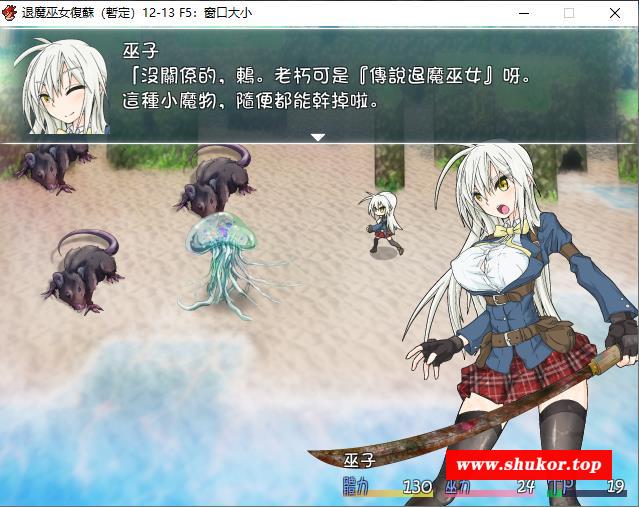 退魔巫女復蘇（暫定）12-13 F5：窗口大小
巫子
「沒關係的，鶫。老朽可是『傳說退魔巫女』呀。
這種小魔物，隨便都能幹掉啦。
巫子
www.shukor.top
體力 130 巫力 24 TP 19